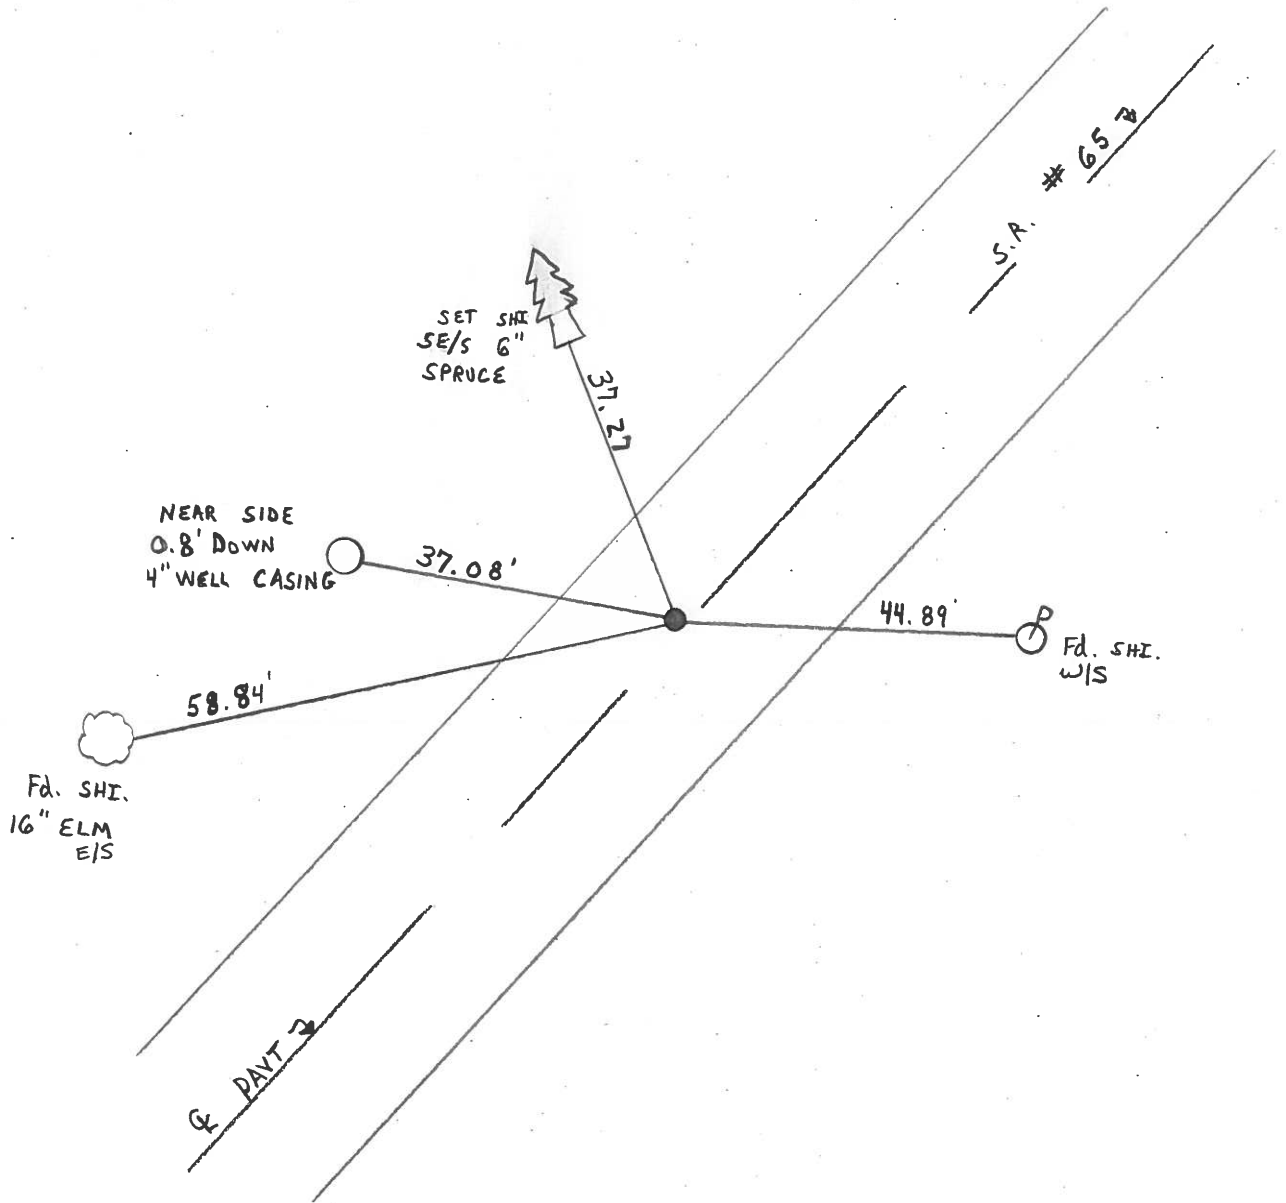 S.R. # 65
SET SHI
SE/S 6"
SPRUCE
37.27
NEAR SIDE
0.8' DOWN
4" WELL CASING
37.08'
44.89'
P
Fd. SHI.
W/S
58.84'
Fd. SHI.
16" ELM
E/S
℄ PAVT